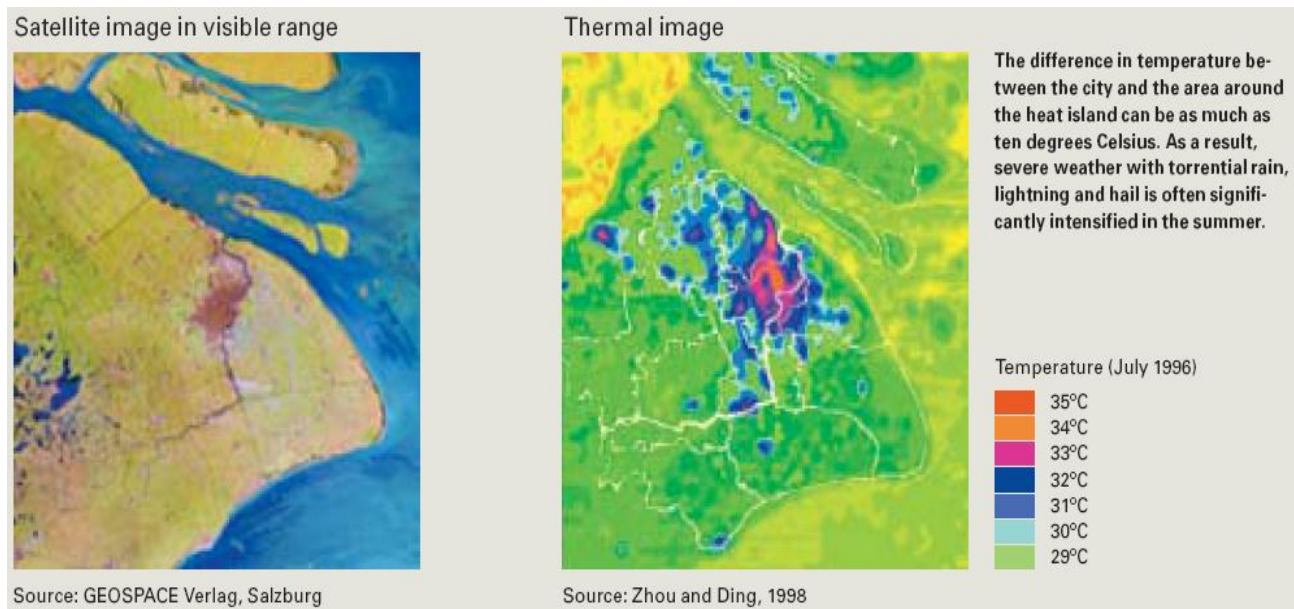 Satellite image in visible range
Thermal image
The difference in temperature be-
tween the city and the area around
the heat island can be as much as
ten degrees Celsius. As a result,
severe weather with torrential rain,
lightning and hail is often signifi-
cantly intensified in the summer.
Temperature (July 1996)
35°C
34°C
33°C
32°C
31°C
30°C
29°C
Source: GEOSPACE Verlag, Salzburg
Source: Zhou and Ding, 1998